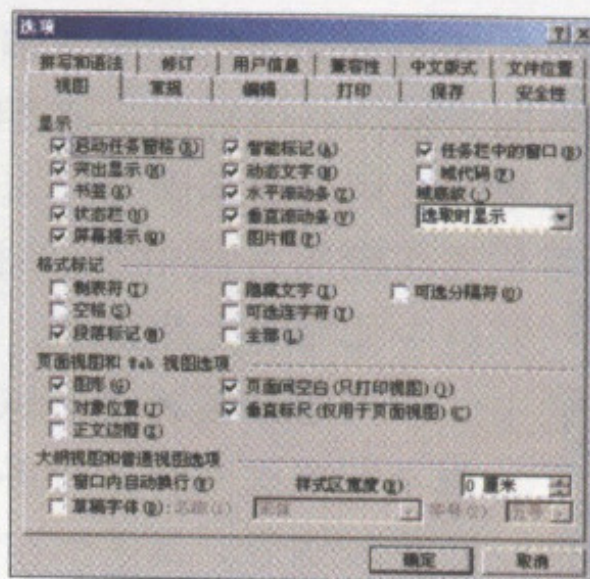 选项
拼写和语法 修订 用户信息 兼容性 中文版式 文件位置
视图 常规 编辑 打印 保存 安全性
显示
启动任务窗格(R) 智能标记(A) 任务栏中的窗口(B)
突出显示(H) 动态文字(N) 域代码(F)
书签(K) 水平滚动条(Z) 域底纹(L)
状态栏(U) 垂直滚动条(V) 选取时显示
屏幕提示(N) 图片框(P)
格式标记
制表符(T) 隐藏文字(I) 可选分隔符(O)
空格(S) 可选连字符(Y)
段落标记(M) 全部(L)
页面视图和 Web 视图选项
图形(G) 页面间空白(只打印视图)(J)
对象位置(J) 垂直标尺(仅用于页面视图)(C)
正文边框(X)
大纲视图和普通视图选项
窗口内自动换行(W) 样式区宽度(E) 0 厘米
草稿字体(D): 名称(I) 宋体 字号(Z) 五号
确定 取消